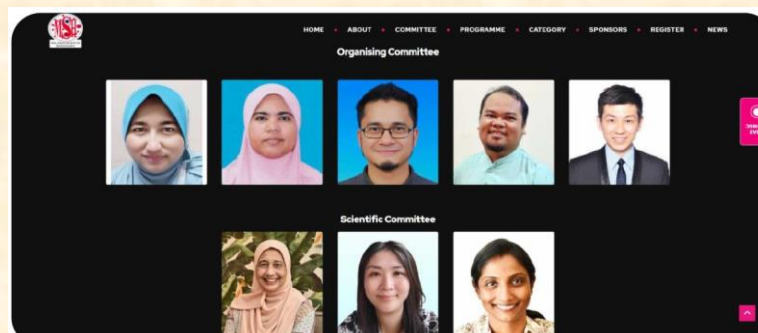 HOME ABOUT COMMITTEE PROGRAMME CATEGORY SPONSORS REGISTER NEWS
Organising Committee
Scientific Committee